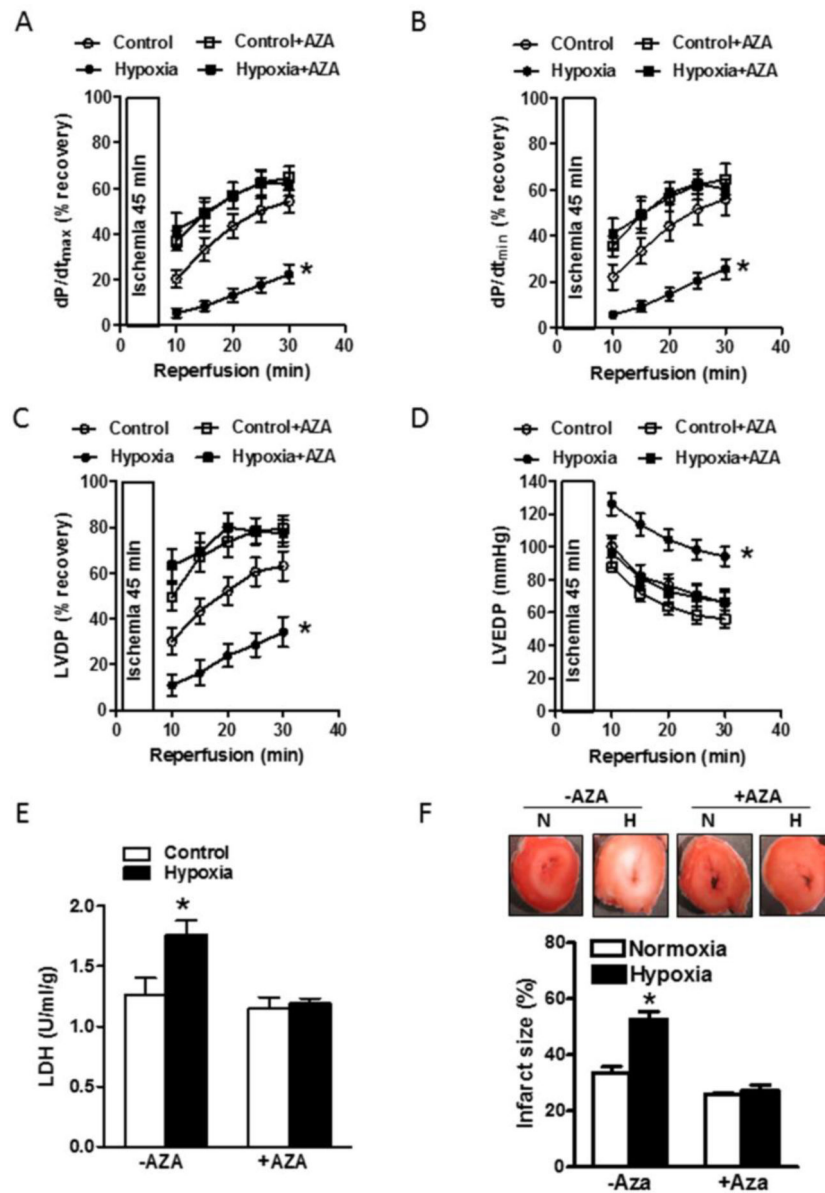 A
Control Control+AZA
Hypoxia Hypoxia+AZA
dP/dtmax (% recovery)
100
80
60
40
20
0
Ischemia 45 min
0 10 20 30 40
Reperfusion (min)
*
B
COntrol Control+AZA
Hypoxia Hypoxia+AZA
dP/dtmin (% recovery)
100
80
60
40
20
0
Ischemia 45 min
0 10 20 30 40
Reperfusion (min)
*
C
Control Control+AZA
Hypoxia Hypoxia+AZA
LVDP (% recovery)
100
80
60
40
20
0
Ischemia 45 min
0 10 20 30 40
Reperfusion (min)
*
D
Control Control+AZA
Hypoxia Hypoxia+AZA
LVEDP (mmHg)
140
120
100
80
60
40
20
0
Ischemia 45 min
0 10 20 30 40
Reperfusion (min)
*
E
Control
Hypoxia
LDH (U/ml/g)
2.0
1.5
1.0
0.5
0.0
*
-AZA +AZA
F
-AZA +AZA
N H N H
Normoxia
Hypoxia
Infarct size (%)
80
60
40
20
0
*
-Aza +Aza